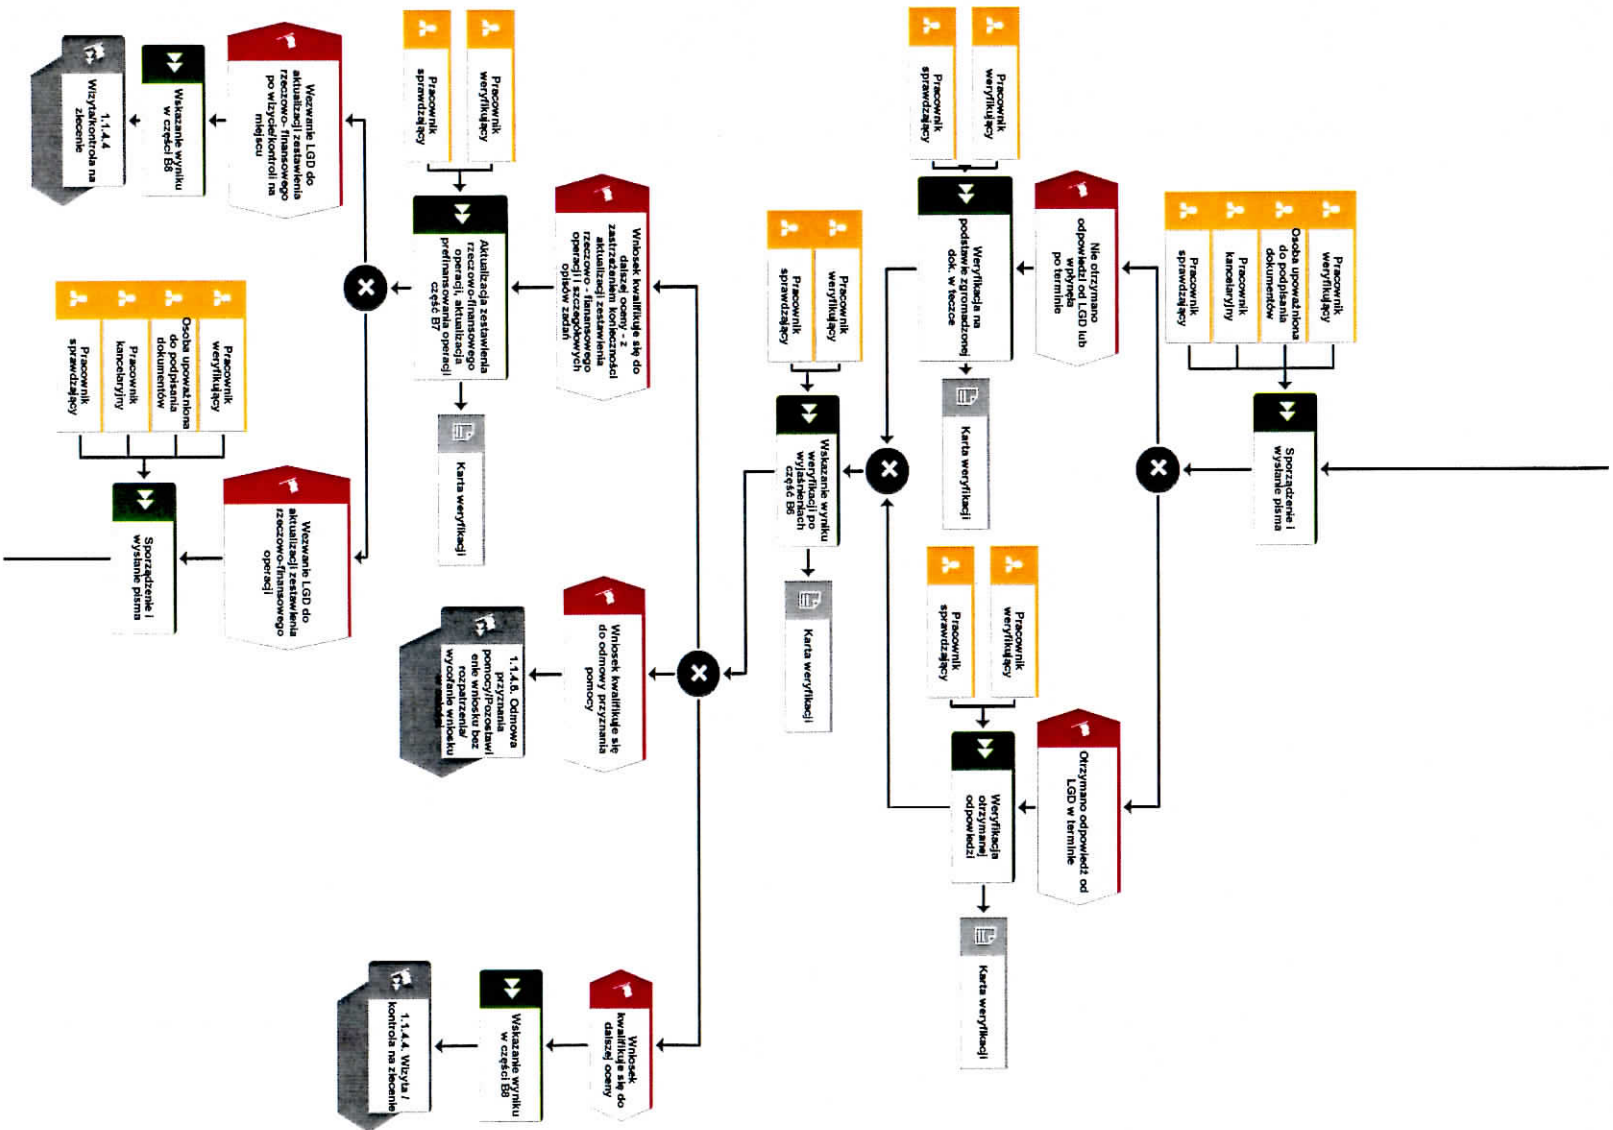 Pracownik
weryfikujący
Osoba upoważniona
do podpisania
dokumentów
Pracownik
kancelaryjny
Pracownik
sprawdzający
Sporządzenie i
wysłanie pisma
Nie otrzymano
odpowiedzi od LGD lub
wpłynęła
po terminie
Otrzymano odpowiedź od
LGD w terminie
Pracownik
weryfikujący
Pracownik
sprawdzający
Weryfikacja na
podstawie zgromadzonej
dok. w teczce
Karta weryfikacji
Pracownik
weryfikujący
Pracownik
sprawdzający
Weryfikacja
otrzymanej
odpowiedzi
Karta weryfikacji
Pracownik
weryfikujący
Pracownik
sprawdzający
Wskazanie wyniku
weryfikacji po
wyjaśnieniach
część B6
Karta weryfikacji
Wniosek kwalifikuje się do
dalszej oceny - z
zastrzeżeniem konieczności
aktualizacji zestawienia
rzeczowo - finansowego
operacji i szczegółowych
opisów zadań
Wniosek kwalifikuje się
do odmowy przyznania
pomocy
Wniosek
kwalifikuje się do
dalszej oceny
Pracownik
weryfikujący
Pracownik
sprawdzający
Aktualizacja zestawienia
rzeczowo-finansowego
operacji, aktualizacja
prefinansowania operacji
część B7
Karta weryfikacji
1.1.4.5. Odmowa
przyznania
pomocy/Pozostawi
enie wniosku bez
rozpatrzenia/
wycofanie wniosku
Wskazanie wyniku
w części B8
1.1.4.4. Wizyta /
kontrola na zlecenie
Wezwanie LGD do
aktualizacji zestawienia
rzeczowo- finansowego
po wizycie/kontroli na
miejscu
Wezwanie LGD do
aktualizacji zestawienia
rzeczowo-finansowego
operacji
Wskazanie wyniku
w części B8
1.1.4.4
Wizyta/kontrola na
zlecenie
Pracownik
weryfikujący
Osoba upoważniona
do podpisania
dokumentów
Pracownik
kancelaryjny
Pracownik
sprawdzający
Sporządzenie i
wysłanie pisma